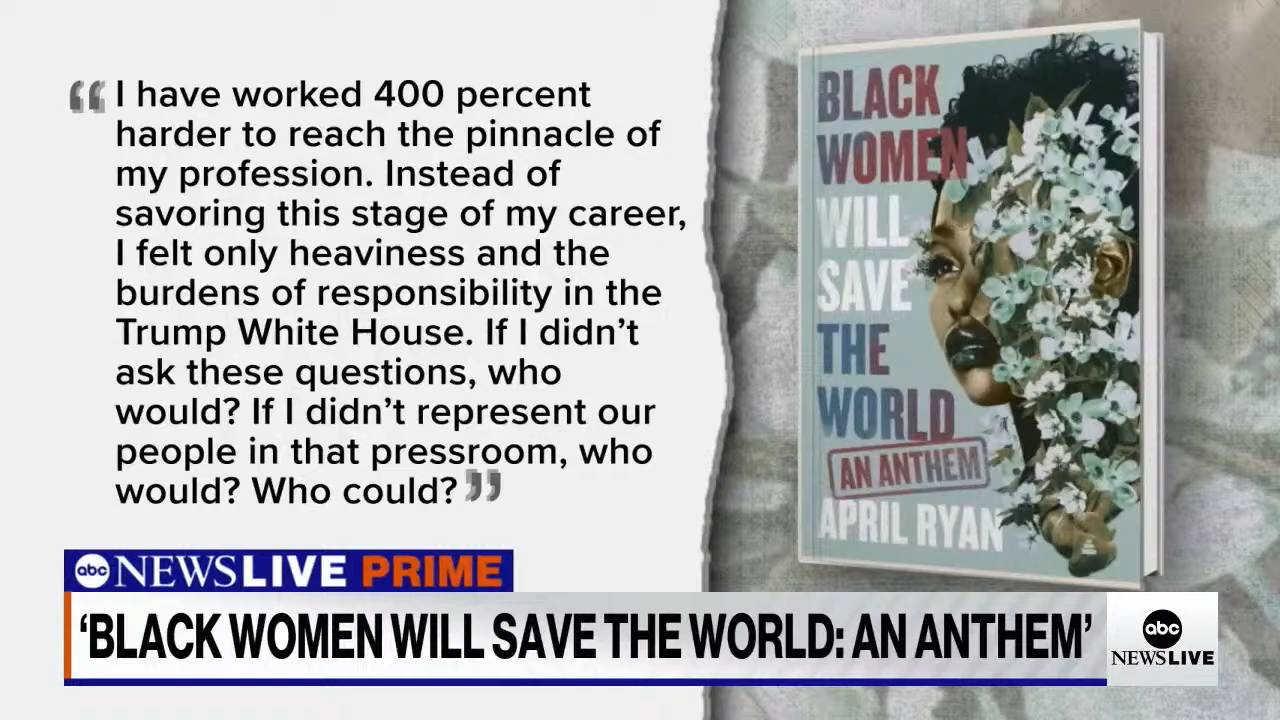 “ I have worked 400 percent
harder to reach the pinnacle of
my profession. Instead of
savoring this stage of my career,
I felt only heaviness and the
burdens of responsibility in the
Trump White House. If I didn’t
ask these questions, who
would? If I didn’t represent our
people in that pressroom, who
would? Who could? ”
BLACK
WOMEN
WILL
SAVE
THE
WORLD
AN ANTHEM
APRIL RYAN
abc NEWS LIVE PRIME
‘BLACK WOMEN WILL SAVE THE WORLD: AN ANTHEM’
abc
NEWS LIVE